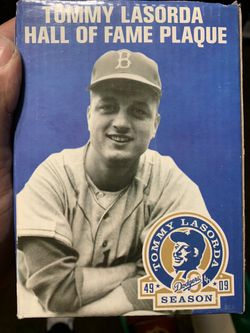 TOMMY LASORDA
HALL OF FAME PLAQUE
B
TOMMY LASORDA
Dodgers
49 09
SEASON